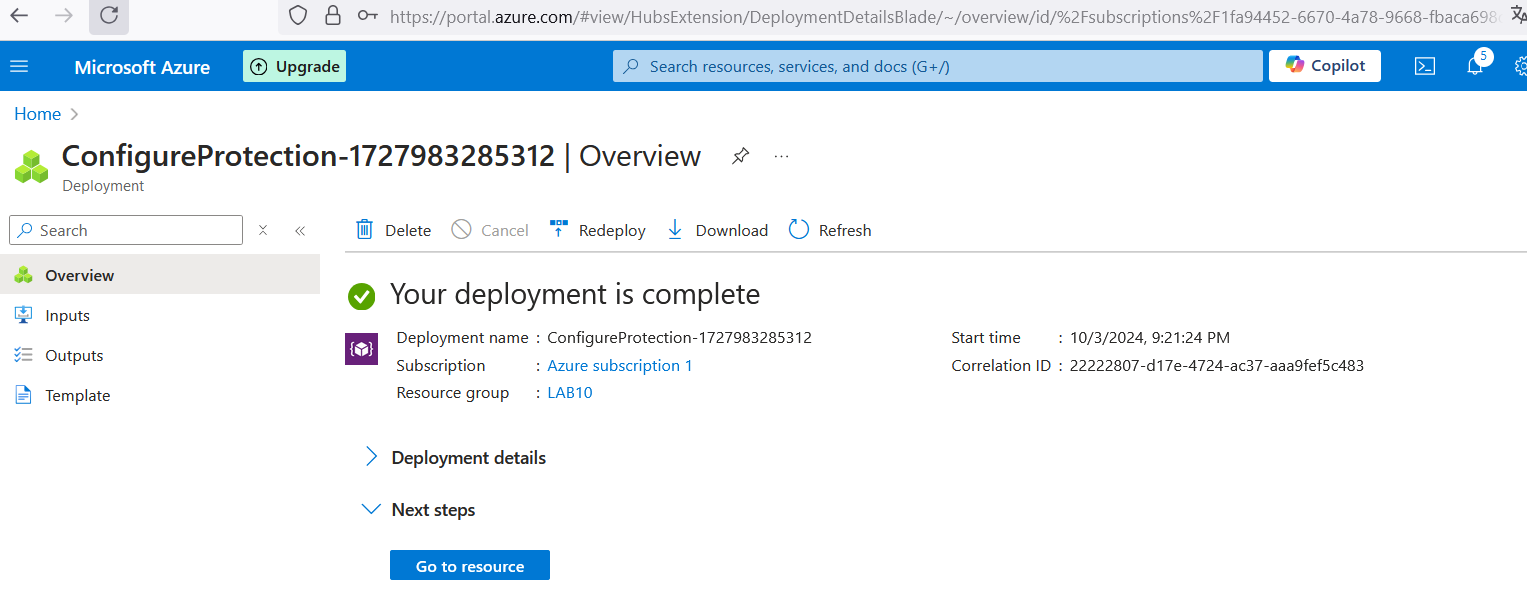 https://portal.azure.com/#view/HubsExtension/DeploymentDetailsBlade/~/overview/id/%2Fsubscriptions%2F1fa94452-6670-4a78-9668-fbaca698
Microsoft Azure Upgrade Search resources, services, and docs (G+/) Copilot 5
Home
ConfigureProtection-1727983285312 | Overview ...
Deployment
Search Delete Cancel Redeploy Download Refresh
Overview
Inputs
Outputs
Template
Your deployment is complete
Deployment name : ConfigureProtection-1727983285312 Start time : 10/3/2024, 9:21:24 PM
Subscription : Azure subscription 1 Correlation ID : 22222807-d17e-4724-ac37-aaa9fef5c483
Resource group : LAB10
Deployment details
Next steps
Go to resource